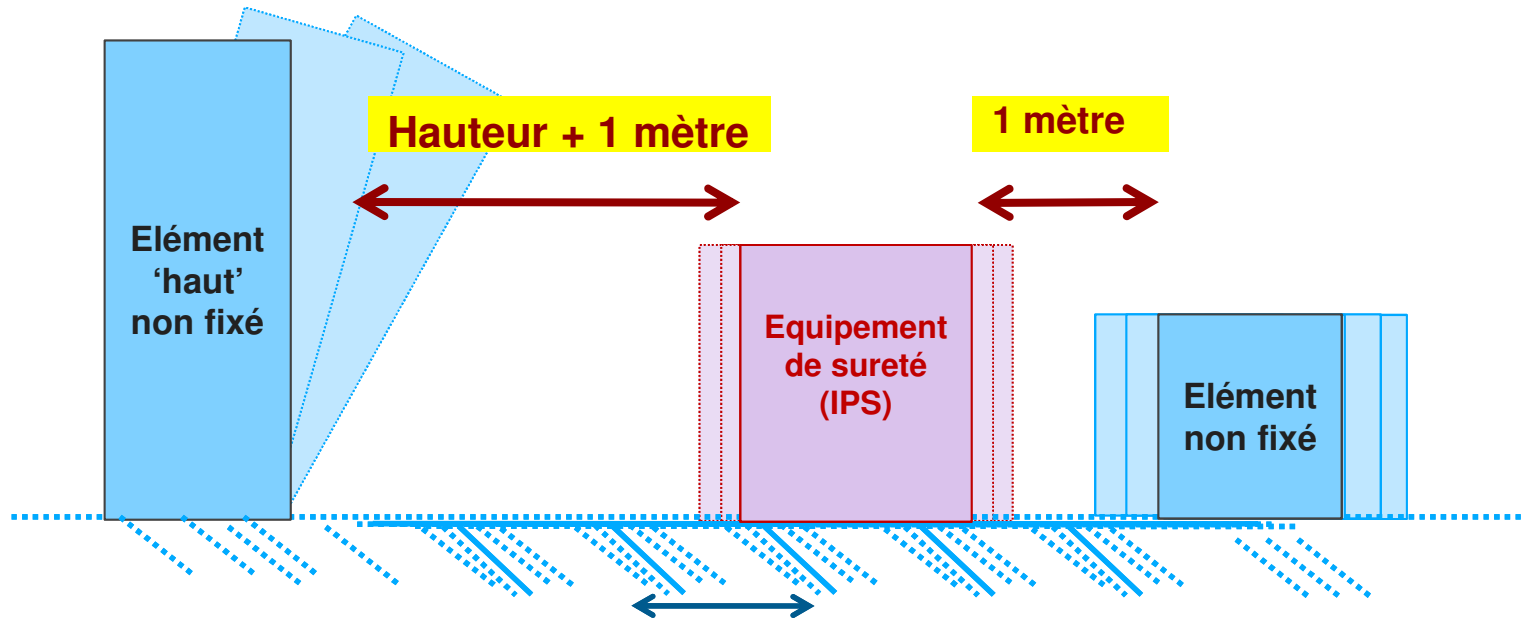 Hauteur + 1 mètre
1 mètre
Elément
‘haut’
non fixé
Equipement
de sureté
(IPS)
Elément
non fixé